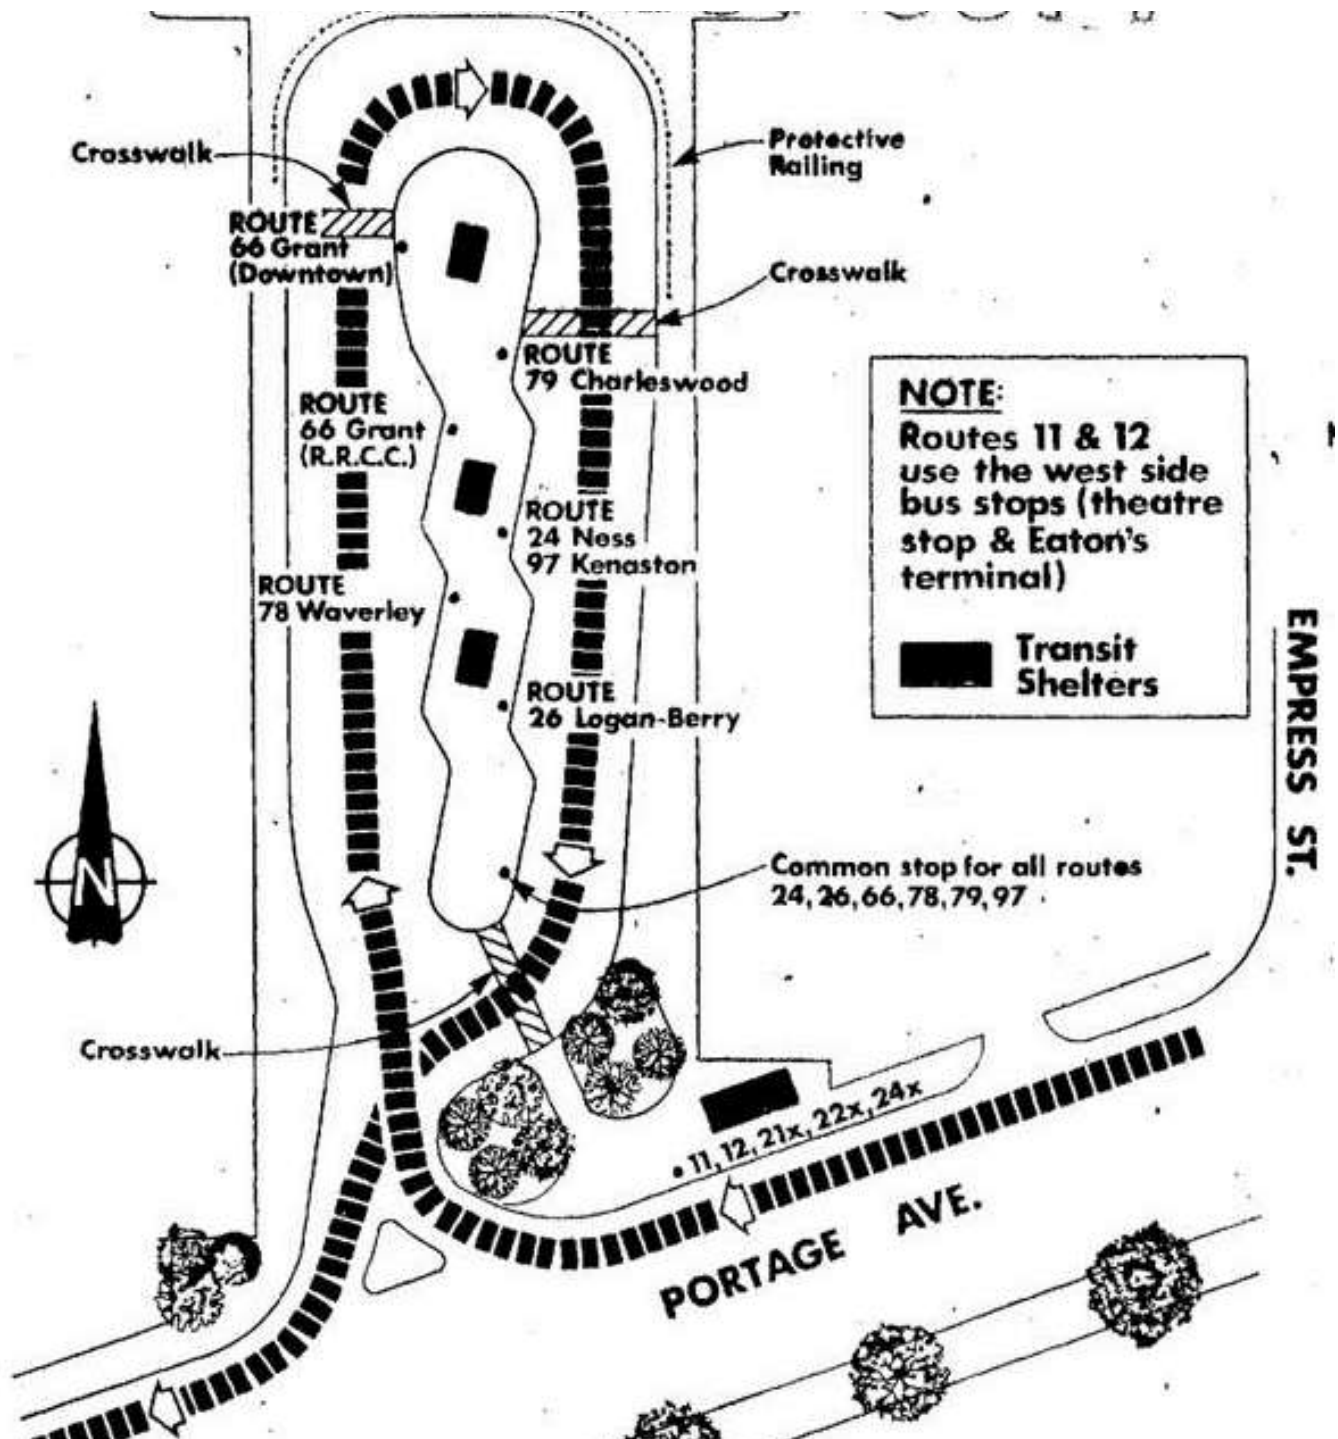 Crosswalk
Protective
Railing
ROUTE
66 Grant
(Downtown)
Crosswalk
ROUTE
79 Charleswood
ROUTE
66 Grant
(R.R.C.C.)
NOTE:
Routes 11 & 12
use the west side
bus stops (theatre
stop & Eaton's
terminal)
Transit
Shelters
ROUTE
24 Ness
97 Kenaston
ROUTE
78 Waverley
ROUTE
26 Logan-Berry
EMPRESS ST.
N
Common stop for all routes
24, 26, 66, 78, 79, 97
Crosswalk
11, 12, 21x, 22x, 24x
PORTAGE AVE.